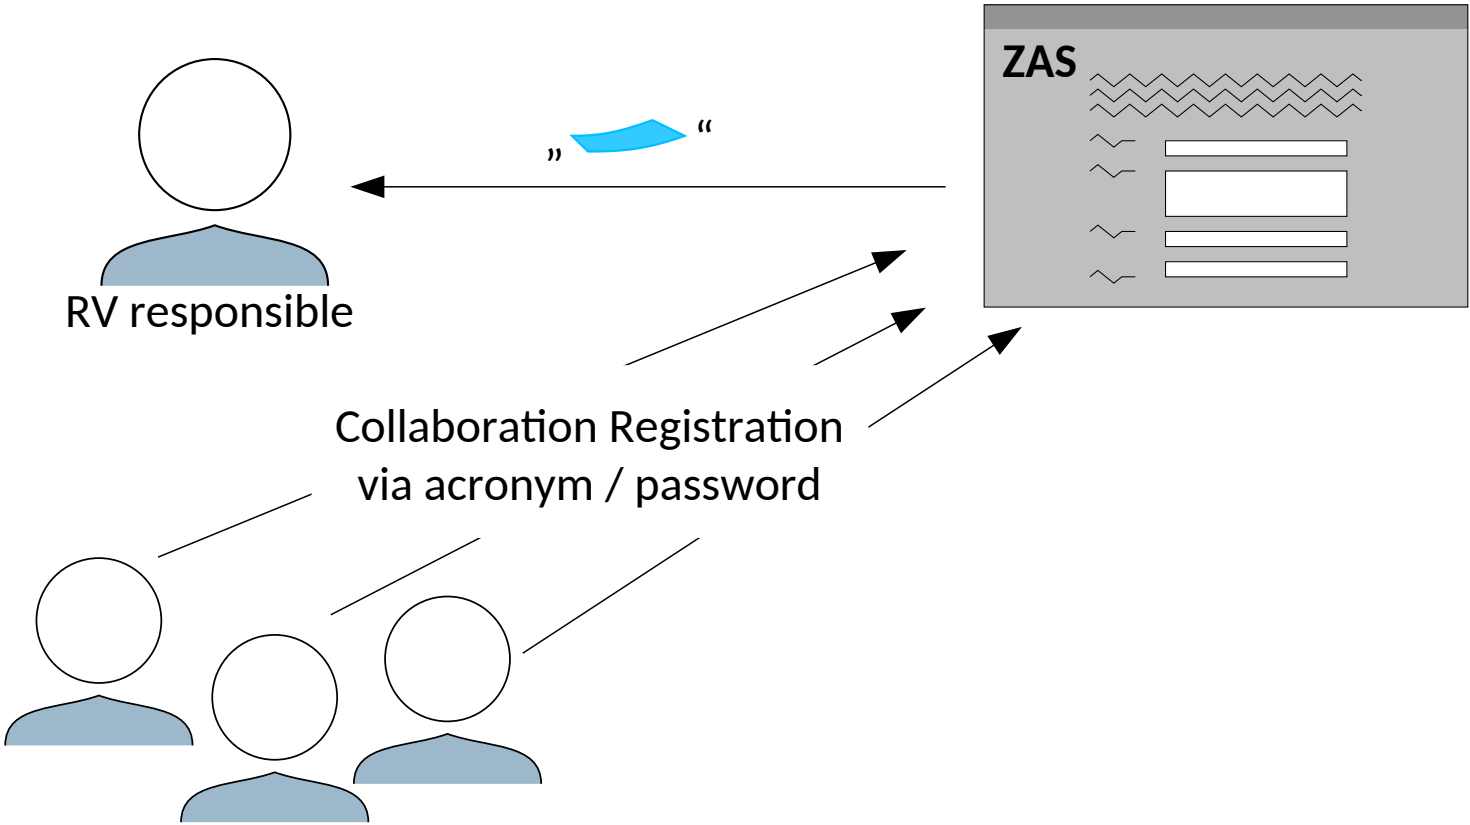 ZAS
„ “
RV responsible
Collaboration Registration
via acronym / password